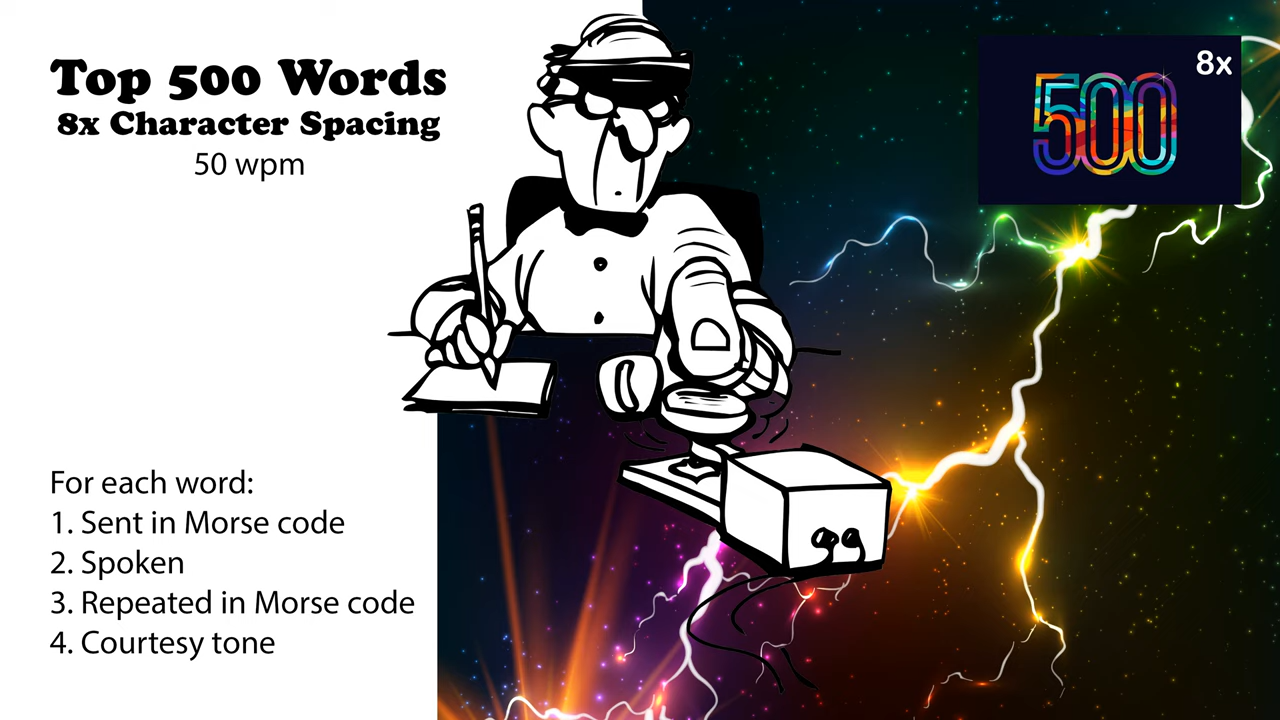 Top 500 Words
8x Character Spacing
50 wpm
8x
500
For each word:
1. Sent in Morse code
2. Spoken
3. Repeated in Morse code
4. Courtesy tone